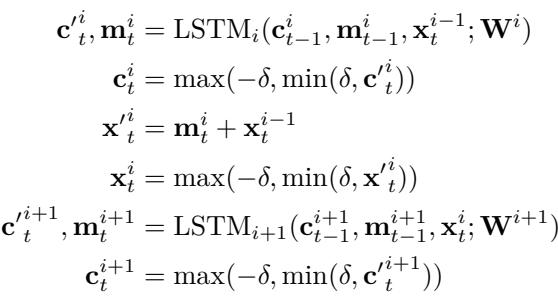 𝐜′ᵢₜ, 𝐦ᵢₜ = LSTMᵢ(𝐜ᵢₜ₋₁, 𝐦ᵢₜ₋₁, 𝐱ⁱ⁻¹ₜ; 𝐖ⁱ)
𝐜ⁱₜ = max(−δ, min(δ, 𝐜′ⁱₜ))
𝐱′ⁱₜ = 𝐦ⁱₜ + 𝐱ⁱ⁻¹ₜ
𝐱ⁱₜ = max(−δ, min(δ, 𝐱′ⁱₜ))
𝐜′ⁱ⁺¹ₜ, 𝐦ⁱ⁺¹ₜ = LSTMᵢ₊₁(𝐜ⁱ⁺¹ₜ₋₁, 𝐦ⁱ⁺¹ₜ₋₁, 𝐱ⁱₜ; 𝐖ⁱ⁺¹)
𝐜ⁱ⁺¹ₜ = max(−δ, min(δ, 𝐜′ⁱ⁺¹ₜ))